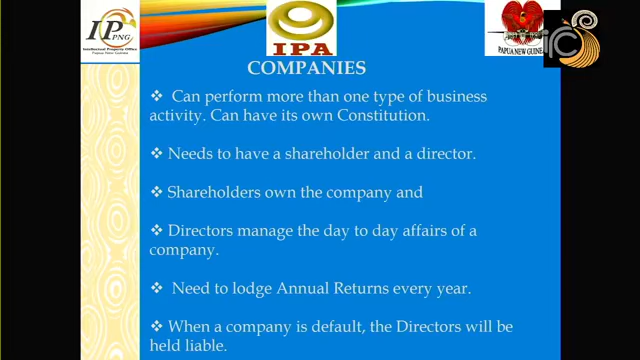 IP PNG
Intellectual Property Office
Papua New Guinea
IPA
PAPUA NEW GUINEA
COMPANIES
❖ Can perform more than one type of business
activity. Can have its own Constitution.
❖ Needs to have a shareholder and a director.
❖ Shareholders own the company and
❖ Directors manage the day to day affairs of a
company.
❖ Need to lodge Annual Returns every year.
❖ When a company is default, the Directors will be
held liable.